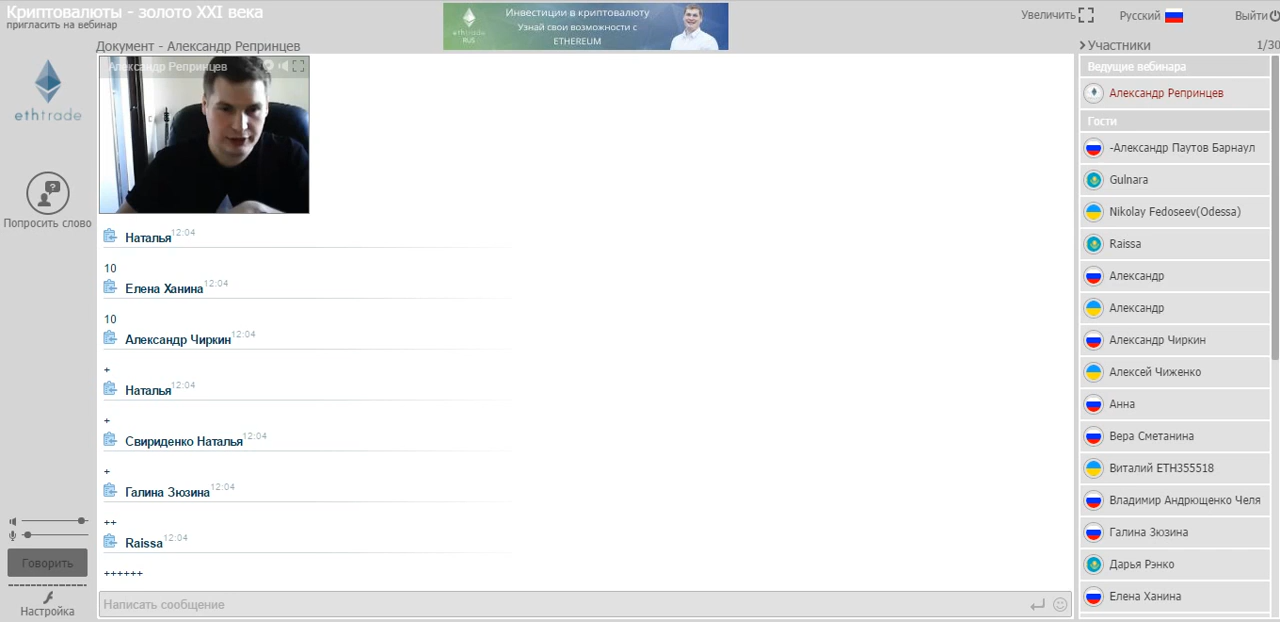 Криптовалюты - золото XXI века
пригласить на вебинар
ethtrade
RUS
Инвестиции в криптовалюту
Узнай свои возможности с
ETHEREUM
Увеличить
Русский
Выйти
Документ - Александр Репринцев
Участники
1/30
ethtrade
Попросить слово
Говорить
Настройка
Александр Репринцев
Наталья 12:04
10
Елена Ханина 12:04
10
Александр Чиркин 12:04
+
Наталья 12:04
+
Свириденко Наталья 12:04
+
Галина Зюзина 12:04
++
Raissa 12:04
++++++
Написать сообщение
Ведущие вебинара
Александр Репринцев
Гости
-Александр Паутов Барнаул
Gulnara
Nikolay Fedoseev(Odessa)
Raissa
Александр
Александр
Александр Чиркин
Алексей Чиженко
Анна
Вера Сметанина
Виталий ETH355518
Владимир Андрющенко Челя
Галина Зюзина
Дарья Рэнко
Елена Ханина